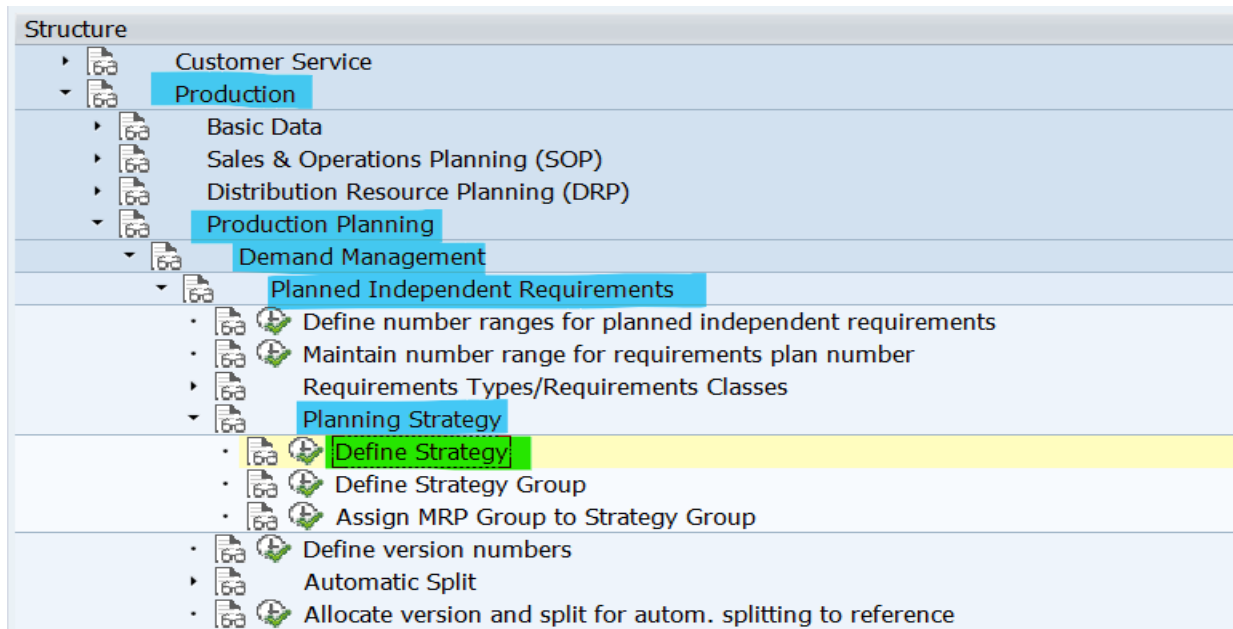 Structure
Customer Service
Production
Basic Data
Sales & Operations Planning (SOP)
Distribution Resource Planning (DRP)
Production Planning
Demand Management
Planned Independent Requirements
Define number ranges for planned independent requirements
Maintain number range for requirements plan number
Requirements Types/Requirements Classes
Planning Strategy
Define Strategy
Define Strategy Group
Assign MRP Group to Strategy Group
Define version numbers
Automatic Split
Allocate version and split for autom. splitting to reference